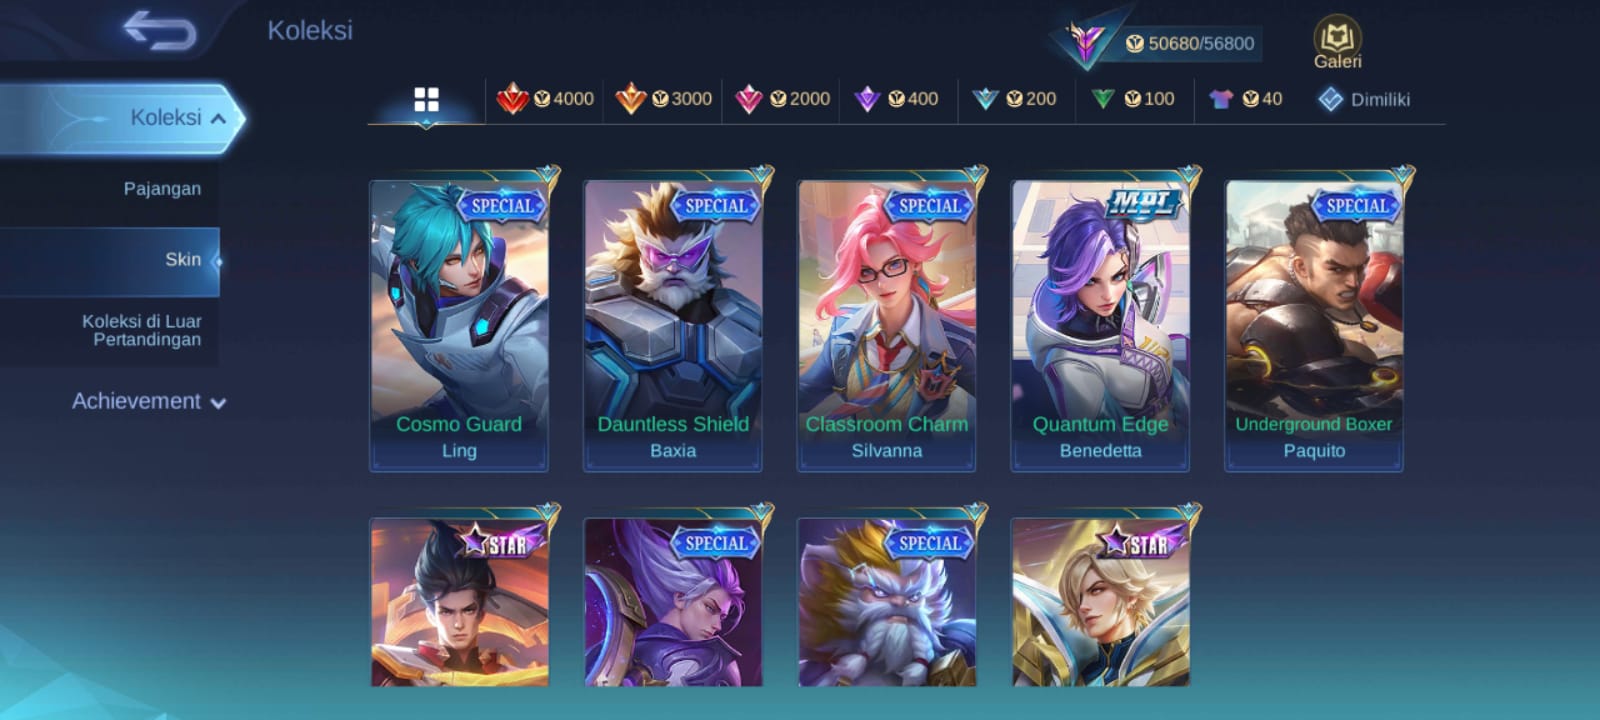 Koleksi
50680/56800
Galeri
4000
3000
2000
400
200
100
40
Dimiliki
Koleksi
Pajangan
Skin
Koleksi di Luar
Pertandingan
Achievement
SPECIAL
SPECIAL
SPECIAL
MPL
SPECIAL
Cosmo Guard
Dauntless Shield
Classroom Charm
Quantum Edge
Underground Boxer
Ling
Baxia
Silvanna
Benedetta
Paquito
STAR
SPECIAL
SPECIAL
STAR